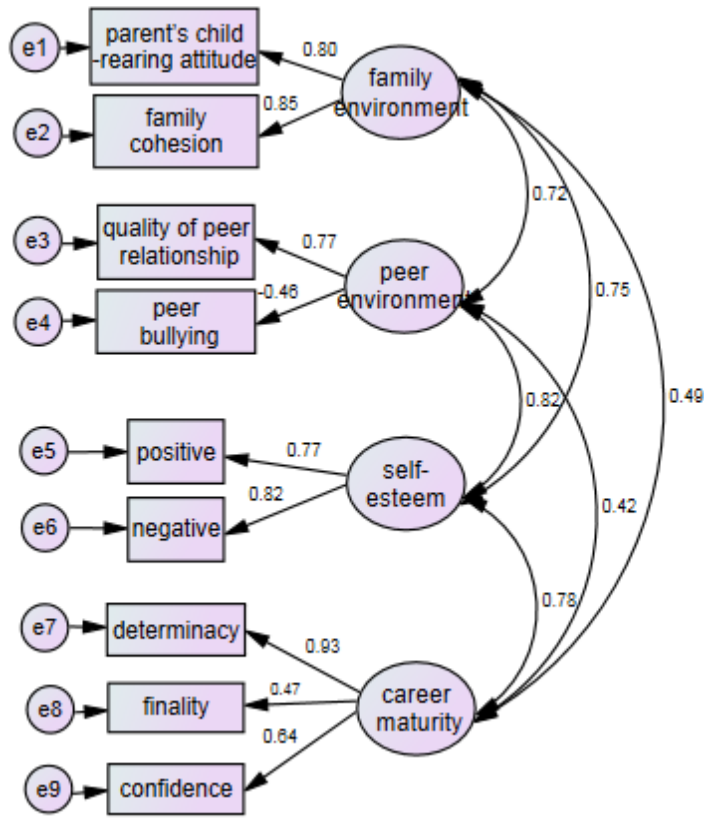 e1
parent's child
-rearing attitude
0.80
family
environment
e2
family
cohesion
0.85
0.72
e3
quality of peer
relationship
0.77
peer
environment
e4
peer
bullying
-0.46
0.75
0.49
0.82
e5
positive
0.77
self-
esteem
e6
negative
0.82
0.42
0.78
e7
determinacy
0.93
career
maturity
e8
finality
0.47
e9
confidence
0.64